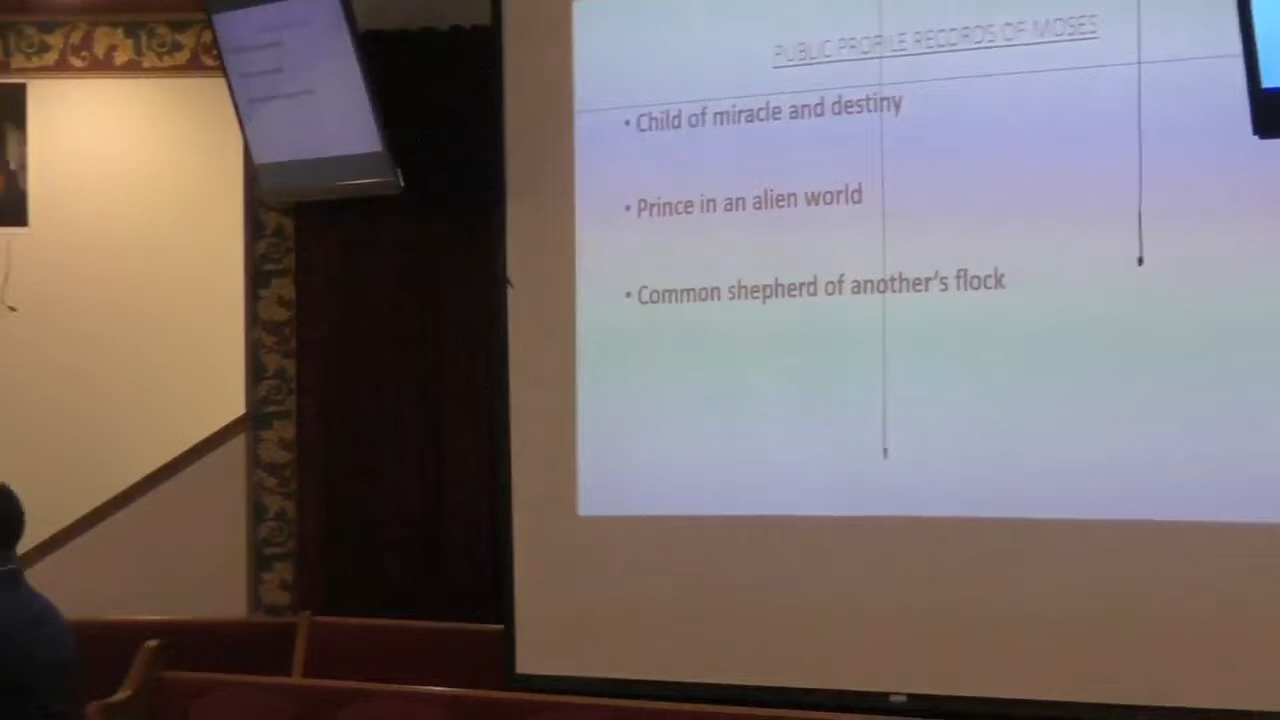 PUBLIC PROFILE RECORDS OF MOSES
• Child of miracle and destiny
• Prince in an alien world
• Common shepherd of another's flock